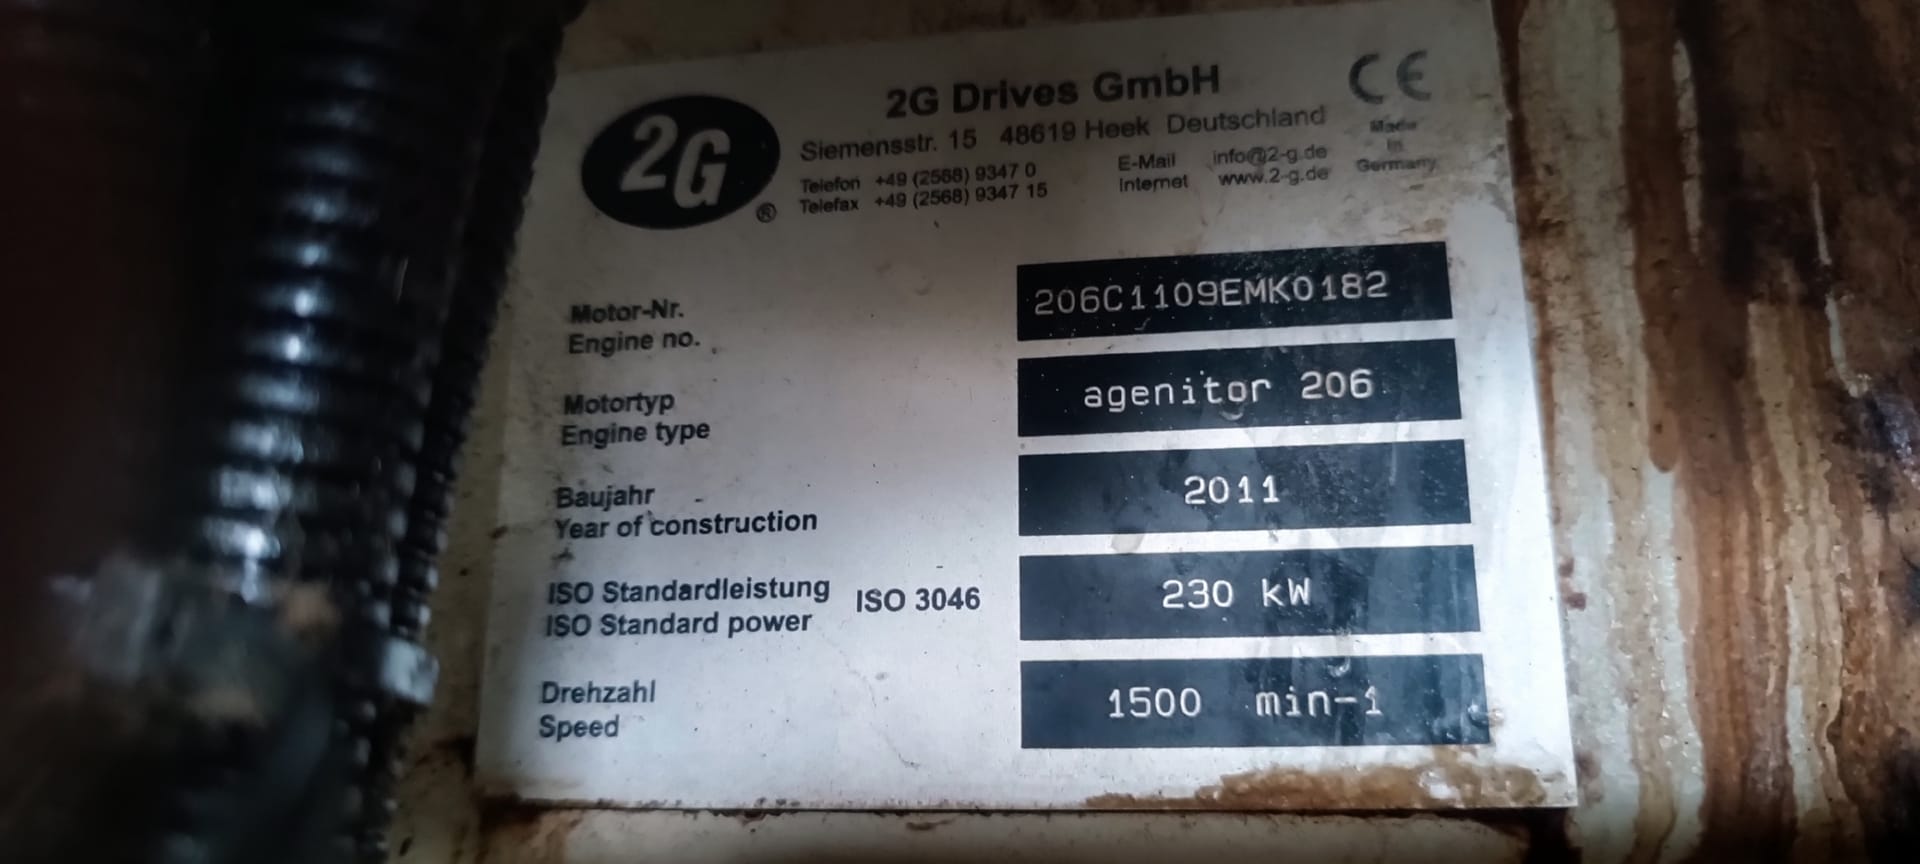 2G Drives GmbH
CE
2G
®
Siemensstr. 15 48619 Heek Deutschland
Made
in
Germany
Telefon +49 (2568) 9347 0
Telefax +49 (2568) 9347 15
E-Mail info@2-g.de
Internet www.2-g.de
Motor-Nr.
Engine no.
206C1109EMK0182
Motortyp
Engine type
agenitor 206
Baujahr
Year of construction
2011
ISO Standardleistung
ISO Standard power
ISO 3046
230 kW
Drehzahl
Speed
1500 min-1